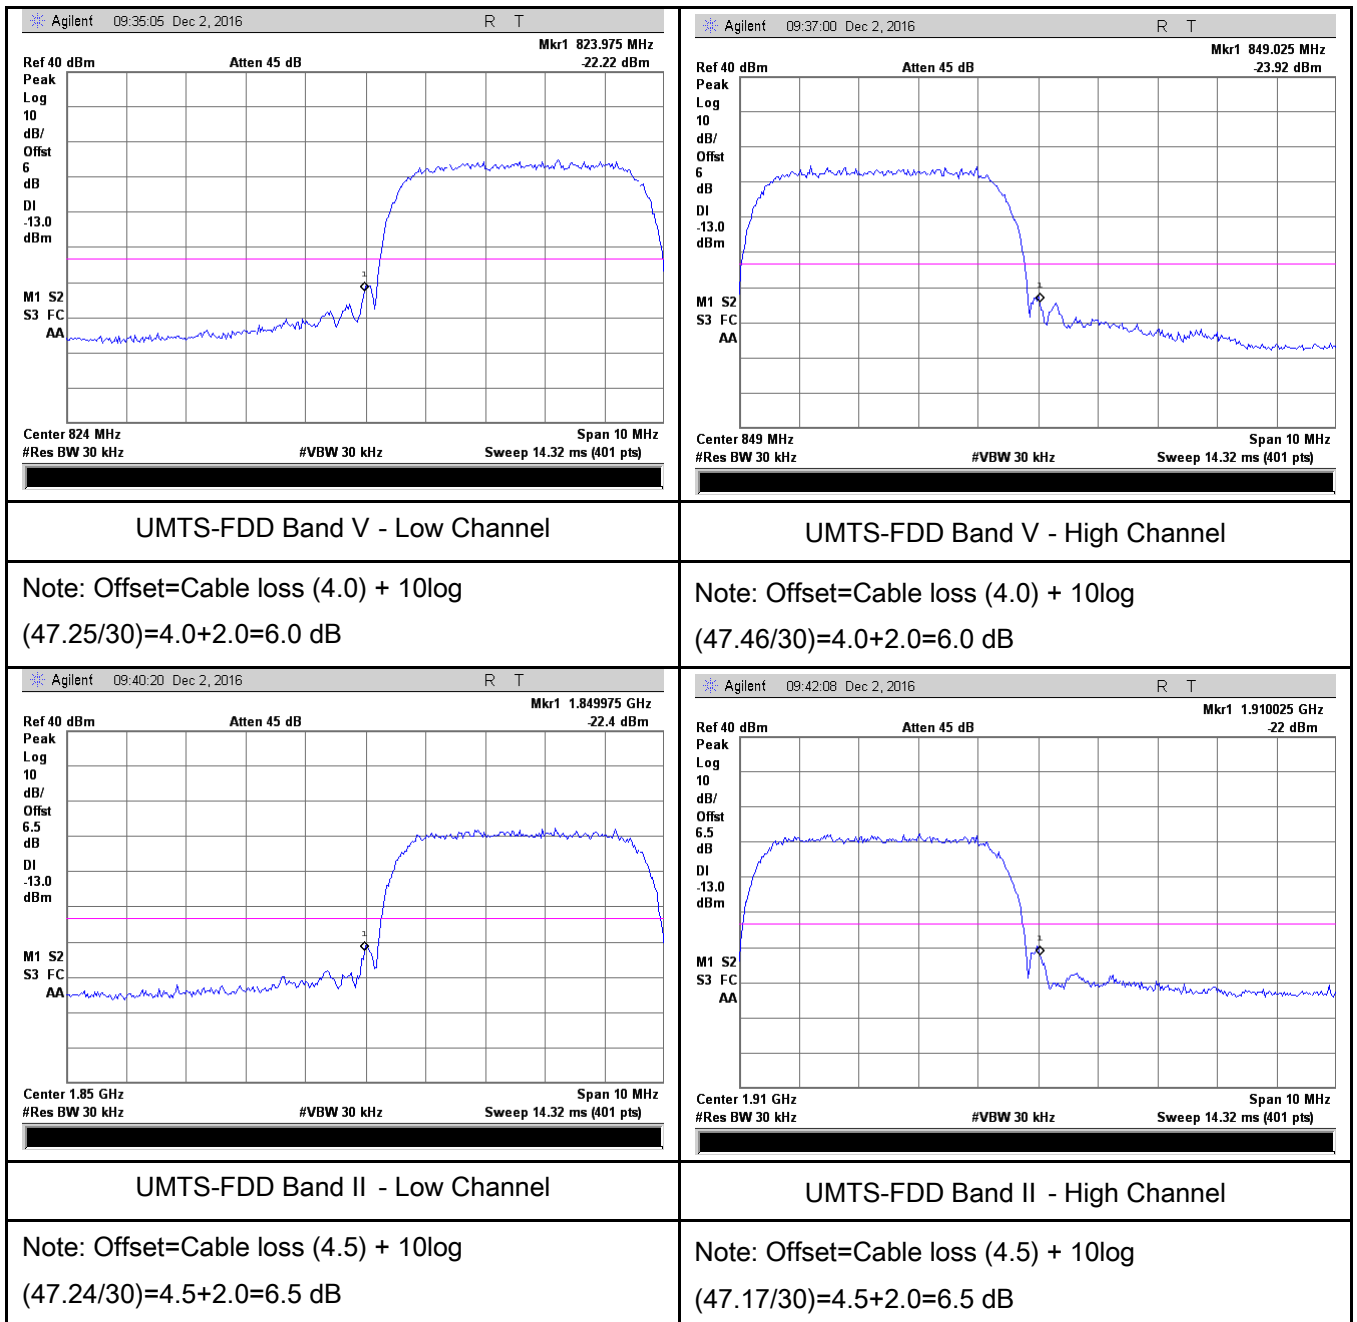 Agilent 09:35:05 Dec 2, 2016 R T
Mkr1 823.975 MHz
Ref 40 dBm Atten 45 dB -22.22 dBm
Peak
Log
10
dB/
Offst
6
dB
DI
-13.0
dBm
1
M1 S2
S3 FC
AA
Center 824 MHz Span 10 MHz
#Res BW 30 kHz #VBW 30 kHz Sweep 14.32 ms (401 pts)
Agilent 09:37:00 Dec 2, 2016 R T
Mkr1 849.025 MHz
Ref 40 dBm Atten 45 dB -23.92 dBm
Peak
Log
10
dB/
Offst
6
dB
DI
-13.0
dBm
1
M1 S2
S3 FC
AA
Center 849 MHz Span 10 MHz
#Res BW 30 kHz #VBW 30 kHz Sweep 14.32 ms (401 pts)
UMTS-FDD Band V - Low Channel
UMTS-FDD Band V - High Channel
Note: Offset=Cable loss (4.0) + 10log
(47.25/30)=4.0+2.0=6.0 dB
Note: Offset=Cable loss (4.0) + 10log
(47.46/30)=4.0+2.0=6.0 dB
Agilent 09:40:20 Dec 2, 2016 R T
Mkr1 1.849975 GHz
Ref 40 dBm Atten 45 dB -22.4 dBm
Peak
Log
10
dB/
Offst
6.5
dB
DI
-13.0
dBm
1
M1 S2
S3 FC
AA
Center 1.85 GHz Span 10 MHz
#Res BW 30 kHz #VBW 30 kHz Sweep 14.32 ms (401 pts)
Agilent 09:42:08 Dec 2, 2016 R T
Mkr1 1.910025 GHz
Ref 40 dBm Atten 45 dB -22 dBm
Peak
Log
10
dB/
Offst
6.5
dB
DI
-13.0
dBm
1
M1 S2
S3 FC
AA
Center 1.91 GHz Span 10 MHz
#Res BW 30 kHz #VBW 30 kHz Sweep 14.32 ms (401 pts)
UMTS-FDD Band II - Low Channel
UMTS-FDD Band II - High Channel
Note: Offset=Cable loss (4.5) + 10log
(47.24/30)=4.5+2.0=6.5 dB
Note: Offset=Cable loss (4.5) + 10log
(47.17/30)=4.5+2.0=6.5 dB